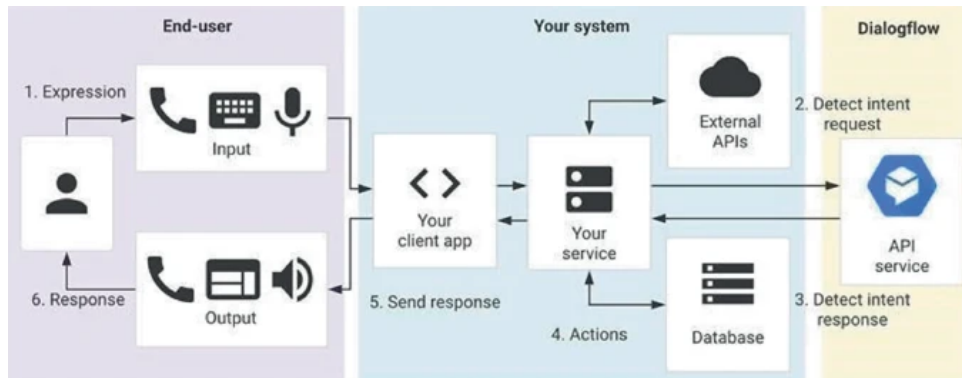 End-user
Your system
Dialogflow
1. Expression
Input
External
APIs
2. Detect intent
request
Your
client app
Your
service
API
service
6. Response
Output
5. Send response
4. Actions
Database
3. Detect intent
response